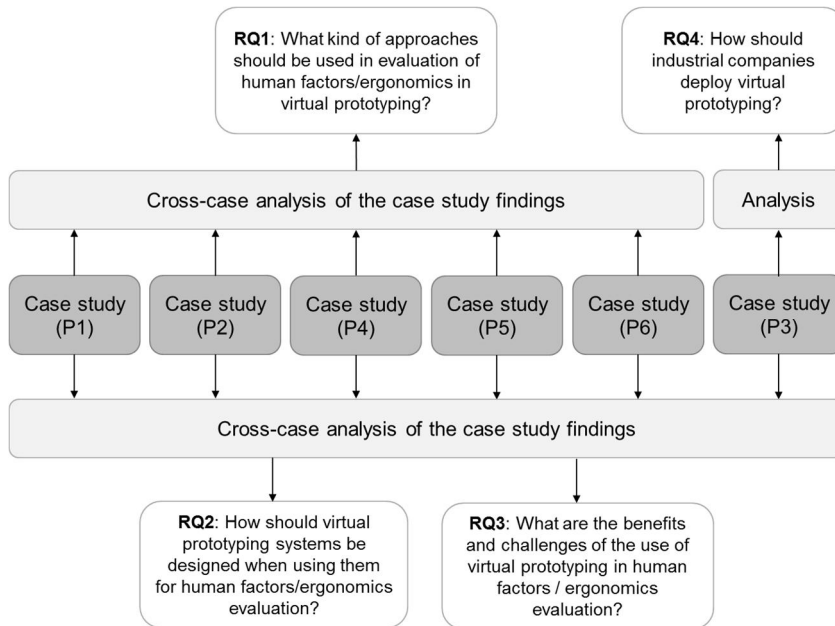 RQ1: What kind of approaches
should be used in evaluation of
human factors/ergonomics in
virtual prototyping?
RQ4: How should
industrial companies
deploy virtual
prototyping?
Cross-case analysis of the case study findings
Analysis
Case study
(P1)
Case study
(P2)
Case study
(P4)
Case study
(P5)
Case study
(P6)
Case study
(P3)
Cross-case analysis of the case study findings
RQ2: How should virtual
prototyping systems be
designed when using them
for human factors/ergonomics
evaluation?
RQ3: What are the benefits
and challenges of the use of
virtual prototyping in human
factors / ergonomics
evaluation?